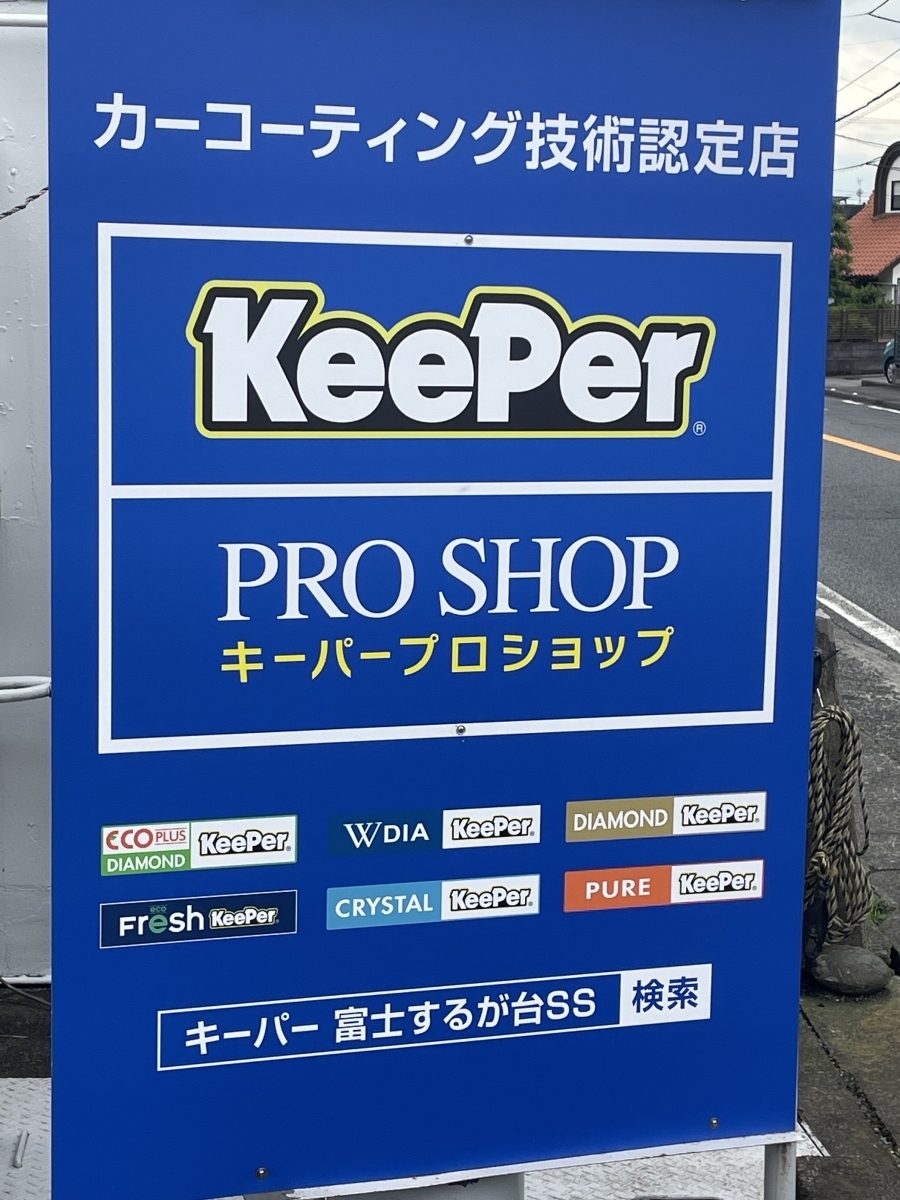 カーコーティング技術認定店
KeePer®
PRO SHOP
キーパープロショップ
ECO PLUS DIAMOND KeePer
WDIA KeePer
DIAMOND KeePer
eco Fresh KeePer
CRYSTAL KeePer
PURE KeePer
キーパー 富士するが台SS 検索